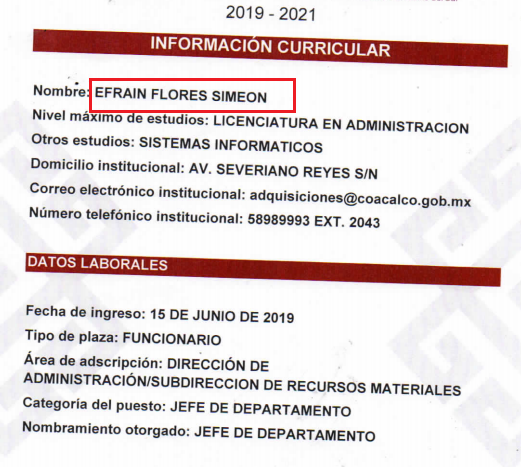 2019 - 2021
INFORMACIÓN CURRICULAR
Nombre: EFRAIN FLORES SIMEON
Nivel máximo de estudios: LICENCIATURA EN ADMINISTRACION
Otros estudios: SISTEMAS INFORMATICOS
Domicilio institucional: AV. SEVERIANO REYES S/N
Correo electrónico institucional: adquisiciones@coacalco.gob.mx
Número telefónico institucional: 58989993 EXT. 2043
DATOS LABORALES
Fecha de ingreso: 15 DE JUNIO DE 2019
Tipo de plaza: FUNCIONARIO
Área de adscripción: DIRECCIÓN DE
ADMINISTRACIÓN/SUBDIRECCION DE RECURSOS MATERIALES
Categoría del puesto: JEFE DE DEPARTAMENTO
Nombramiento otorgado: JEFE DE DEPARTAMENTO